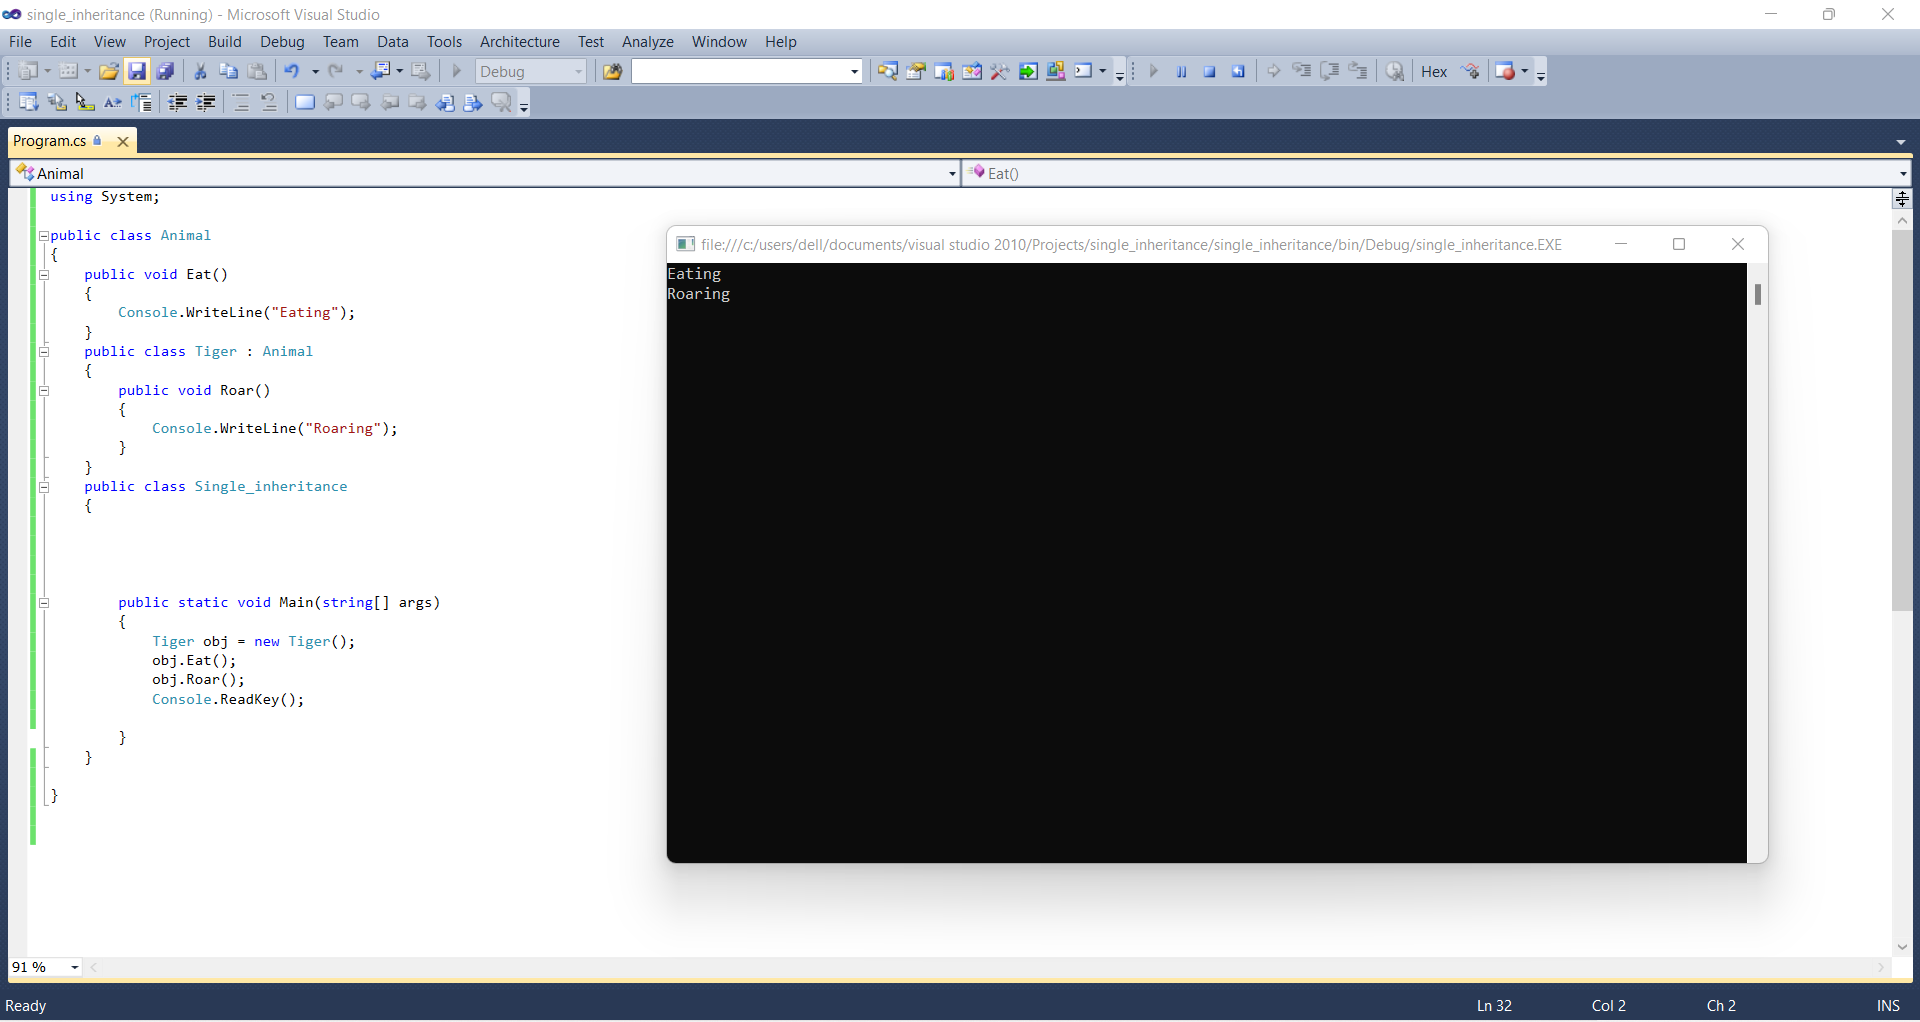 single_inheritance (Running) - Microsoft Visual Studio
File Edit View Project Build Debug Team Data Tools Architecture Test Analyze Window Help
Debug
Hex
Program.cs
Animal
Eat()
using System;
public class Animal
{
public void Eat()
{
Console.WriteLine("Eating");
}
public class Tiger : Animal
{
public void Roar()
{
Console.WriteLine("Roaring");
}
}
public class Single_inheritance
{
public static void Main(string[] args)
{
Tiger obj = new Tiger();
obj.Eat();
obj.Roar();
Console.ReadKey();
}
}
}
file:///c:/users/dell/documents/visual studio 2010/Projects/single_inheritance/single_inheritance/bin/Debug/single_inheritance.EXE
Eating
Roaring
91 %
Ready Ln 32 Col 2 Ch 2 INS